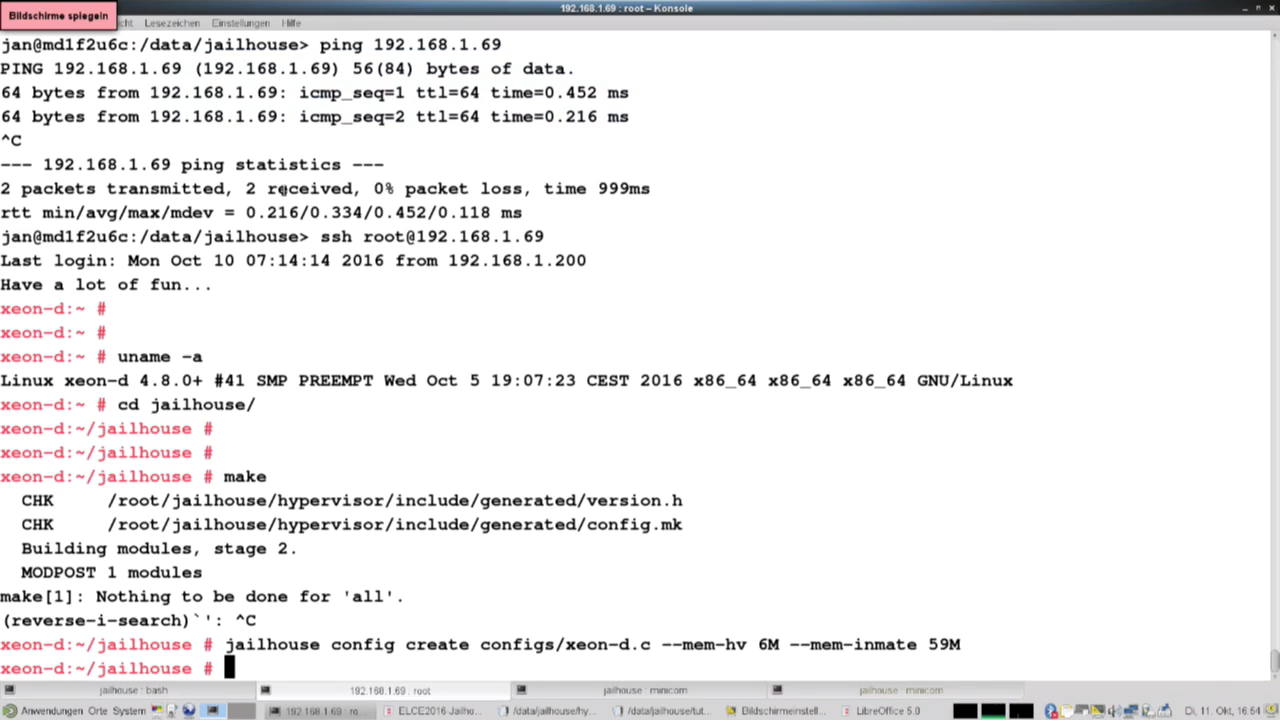 Bildschirme spiegeln
192.168.1.69 : root – Konsole
Lesezeichen Einstellungen Hilfe
jan@md1f2u6c:/data/jailhouse> ping 192.168.1.69
PING 192.168.1.69 (192.168.1.69) 56(84) bytes of data.
64 bytes from 192.168.1.69: icmp_seq=1 ttl=64 time=0.452 ms
64 bytes from 192.168.1.69: icmp_seq=2 ttl=64 time=0.216 ms
^C
--- 192.168.1.69 ping statistics ---
2 packets transmitted, 2 received, 0% packet loss, time 999ms
rtt min/avg/max/mdev = 0.216/0.334/0.452/0.118 ms
jan@md1f2u6c:/data/jailhouse> ssh root@192.168.1.69
Last login: Mon Oct 10 07:14:14 2016 from 192.168.1.200
Have a lot of fun...
xeon-d:~ #
xeon-d:~ #
xeon-d:~ # uname -a
Linux xeon-d 4.8.0+ #41 SMP PREEMPT Wed Oct 5 19:07:23 CEST 2016 x86_64 x86_64 x86_64 GNU/Linux
xeon-d:~ # cd jailhouse/
xeon-d:~/jailhouse #
xeon-d:~/jailhouse #
xeon-d:~/jailhouse # make
CHK /root/jailhouse/hypervisor/include/generated/version.h
CHK /root/jailhouse/hypervisor/include/generated/config.mk
Building modules, stage 2.
MODPOST 1 modules
make[1]: Nothing to be done for 'all'.
(reverse-i-search)`': ^C
xeon-d:~/jailhouse # jailhouse config create configs/xeon-d.c --mem-hv 6M --mem-inmate 59M
xeon-d:~/jailhouse #
jailhouse : bash 192.168.1.69 : root jailhouse : minicom jailhouse : minicom
Anwendungen Orte System 192.168.1.69 : ro... ELCE2016 Jailho... /data/jailhouse/hy... /data/jailhouse/tut... Bildschirmeinstell... LibreOffice 5.0 Di, 11. Okt, 16:54